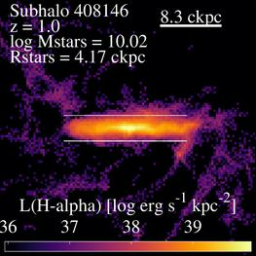 Subhalo 408146
8.3 ckpc
z = 1.0
log Mstars = 10.02
Rstars = 4.17 ckpc
L(H-alpha) [log erg s⁻¹ kpc⁻²]
36 37 38 39